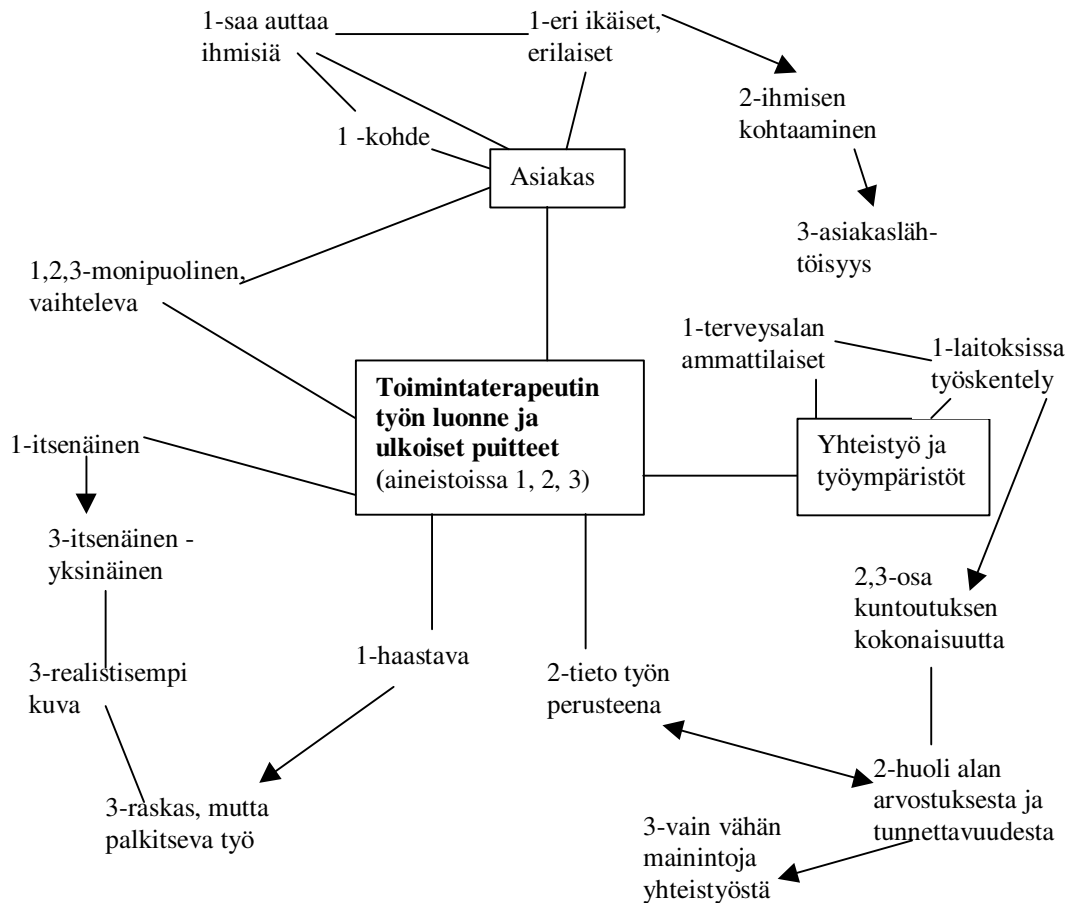 1-saa auttaa
ihmisiä
1-eri ikäiset,
erilaiset
2-ihmisen
kohtaaminen
1 -kohde
Asiakas
3-asiakasläh-
töisyys
1,2,3-monipuolinen,
vaihteleva
1-terveysalan
ammattilaiset
1-laitoksissa
työskentely
Toimintaterapeutin
työn luonne ja
ulkoiset puitteet
(aineistoissa 1, 2, 3)
1-itsenäinen
Yhteistyö ja
työympäristöt
3-itsenäinen -
yksinäinen
2,3-osa
kuntoutuksen
kokonaisuutta
3-realistisempi
kuva
1-haastava
2-tieto työn
perusteena
3-raskas, mutta
palkitseva työ
2-huoli alan
arvostuksesta ja
tunnettavuudesta
3-vain vähän
mainintoja
yhteistyöstä